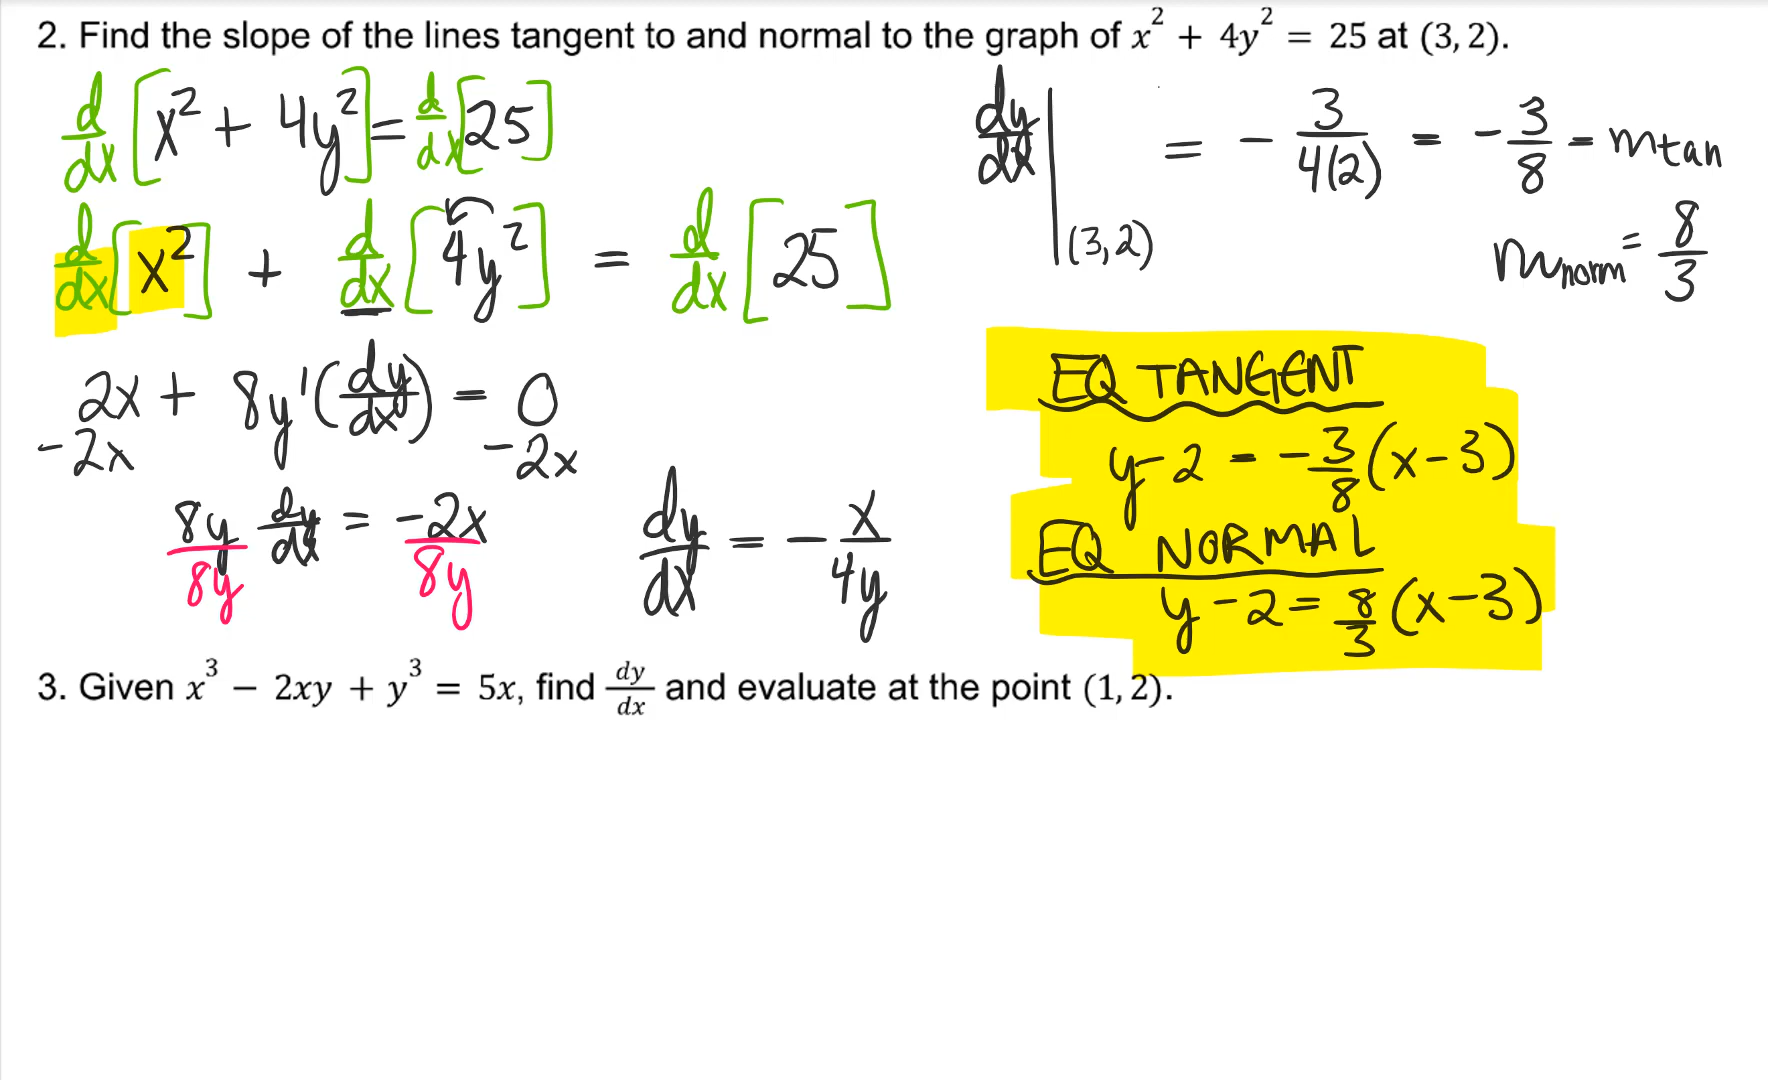 2. Find the slope of the lines tangent to and normal to the graph of x² + 4y² = 25 at (3, 2).
d/dx [x² + 4y²] = d/dx [25]
d/dx [x²] + d/dx [4y²] = d/dx [25]
2x + 8y¹ (dy/dx) = 0
-2x -2x
8y dy/dx / 8y = -2x / 8y
dy/dx = - x/4y
dy/dx |(3,2) = - 3/4(2) = - 3/8 = mtan
mnorm = 8/3
EQ TANGENT
y-2 = -3/8 (x-3)
EQ NORMAL
y-2 = 8/3 (x-3)
3. Given x³ − 2xy + y³ = 5x, find dy/dx and evaluate at the point (1, 2).